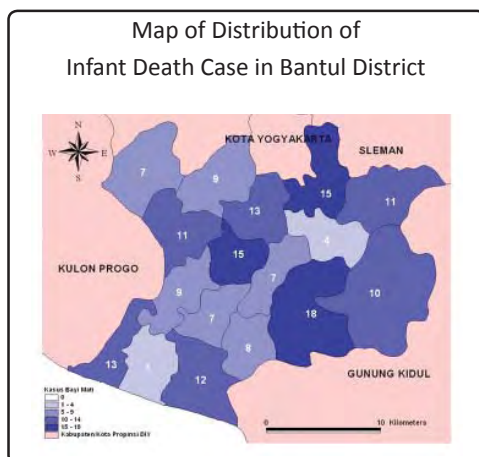 Map of Distribution of
Infant Death Case in Bantul District
N
W E
S
KOTA YOGYAKARTA
SLEMAN
7
9
15
11
13
11
15
4
KULON PROGO
9
7
10
7
18
8
13
12
GUNUNG KIDUL
Kasus Bayi Mati
0
1 - 4
5 - 9
10 - 14
15 - 18
Kabupaten/Kota Propinsi DIY
0 10 Kilometers